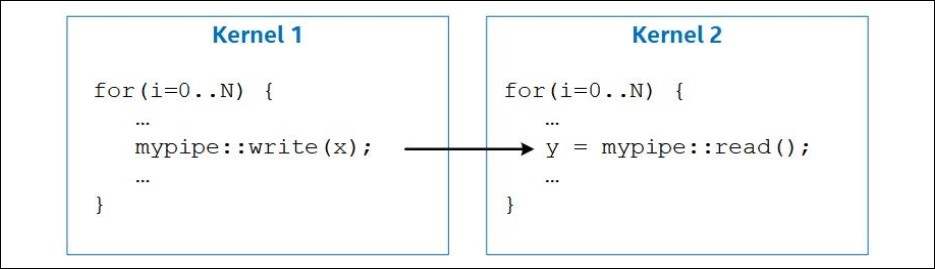 Kernel 1
for(i=0..N) {
…
mypipe::write(x);
…
}
Kernel 2
for(i=0..N) {
…
y = mypipe::read();
…
}